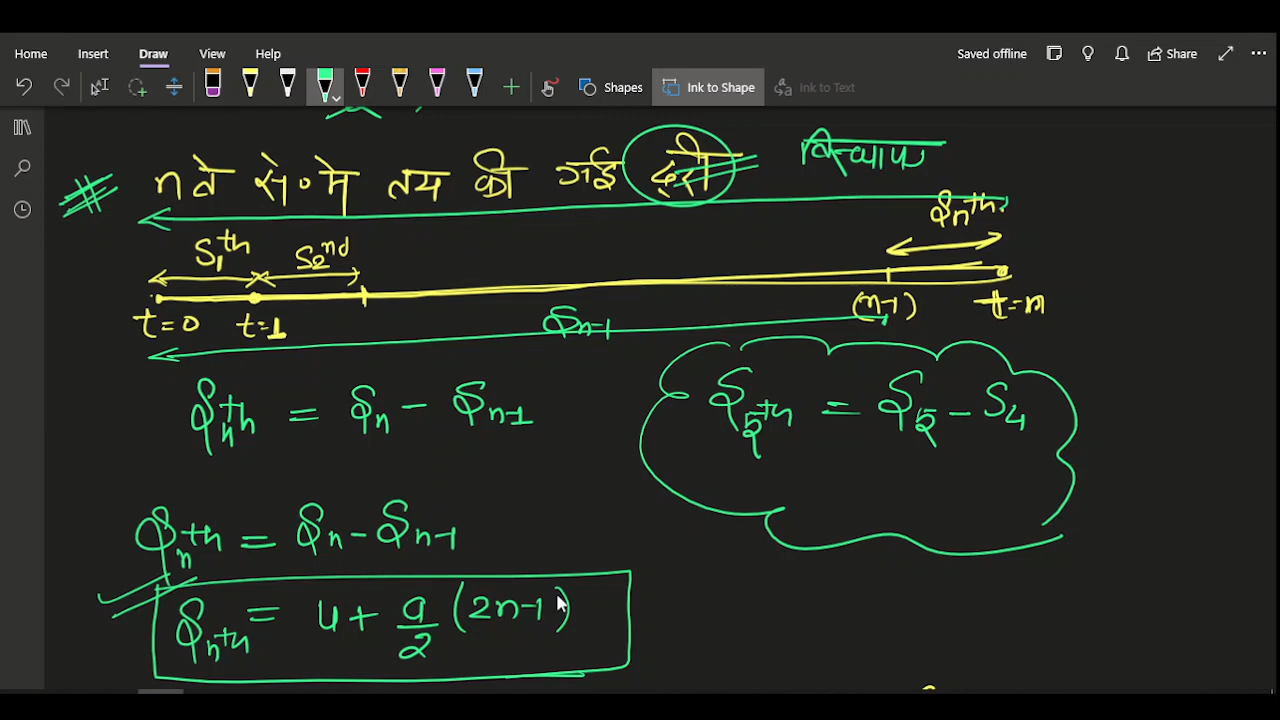 Home Insert Draw View Help Saved offline Share
Shapes Ink to Shape Ink to Text
n वे से॰ मे तय की गई दूरी विस्थापन
S₁th S₂nd Sₙth
t=0 t=1 Sₙ₋₁ (n-1) t=n
Sₙth = Sₙ - Sₙ₋₁
S₅th = S₅ - S₄
Sₙth = Sₙ - Sₙ₋₁
Sₙth = u + a/2 (2n-1)